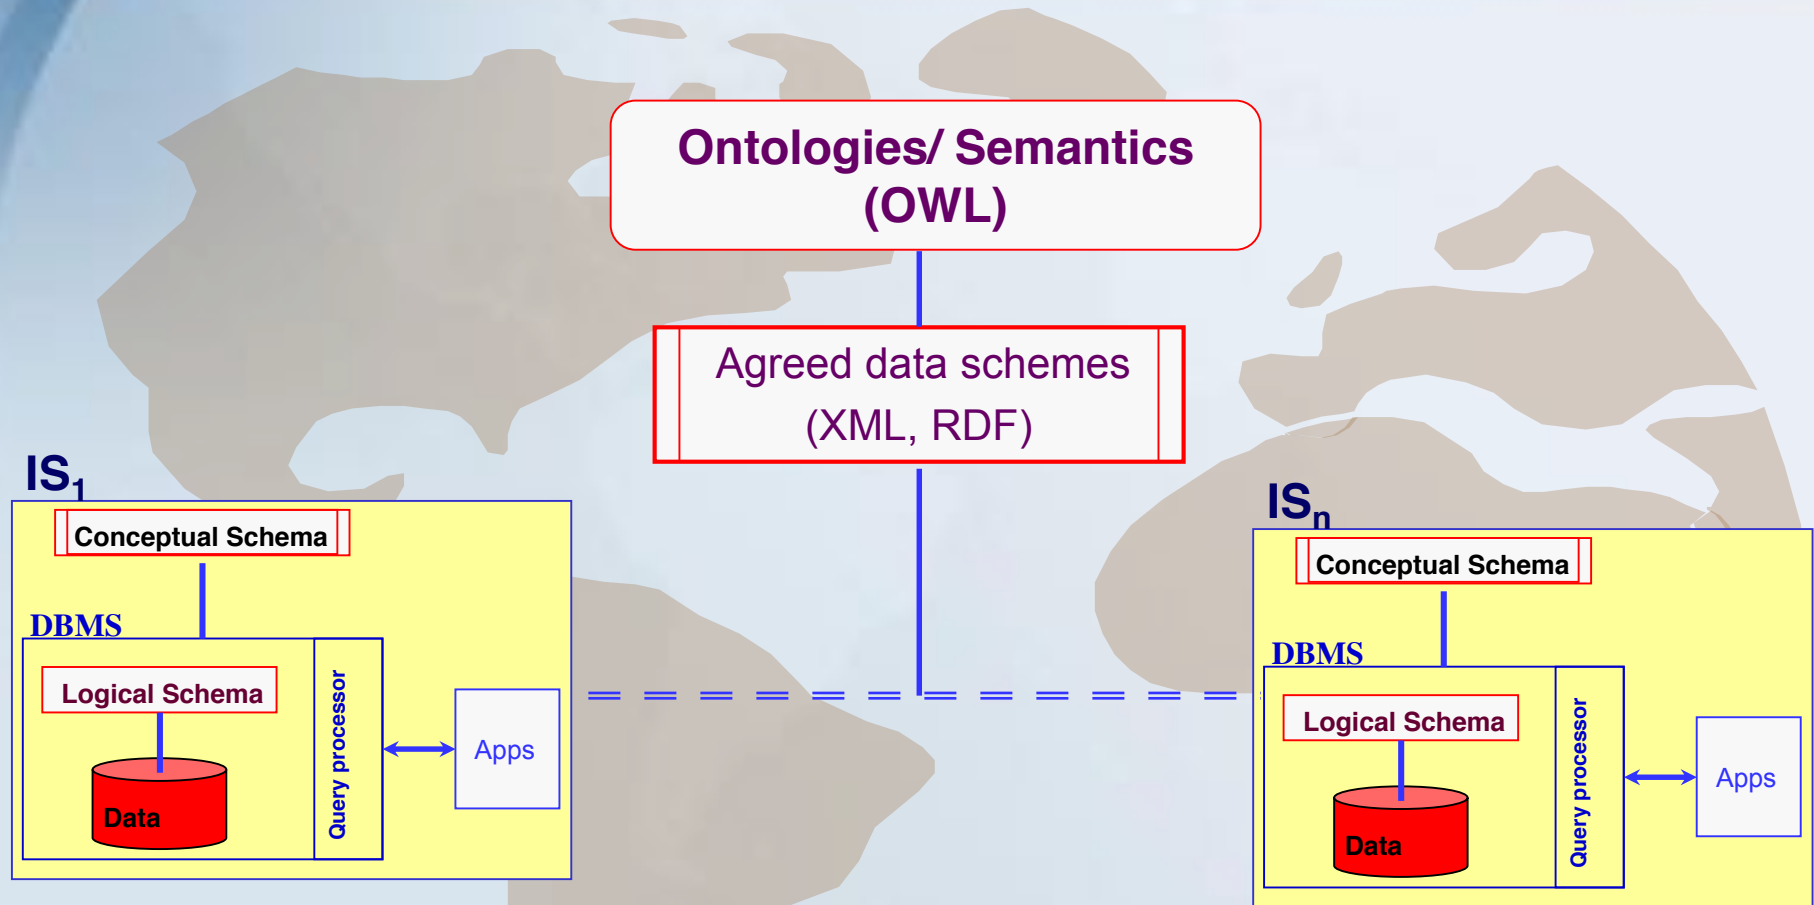 Ontologies/ Semantics
(OWL)
Agreed data schemes
(XML, RDF)
IS1
Conceptual Schema
DBMS
Logical Schema
Data
Query processor
Apps
ISn
Conceptual Schema
DBMS
Logical Schema
Data
Query processor
Apps